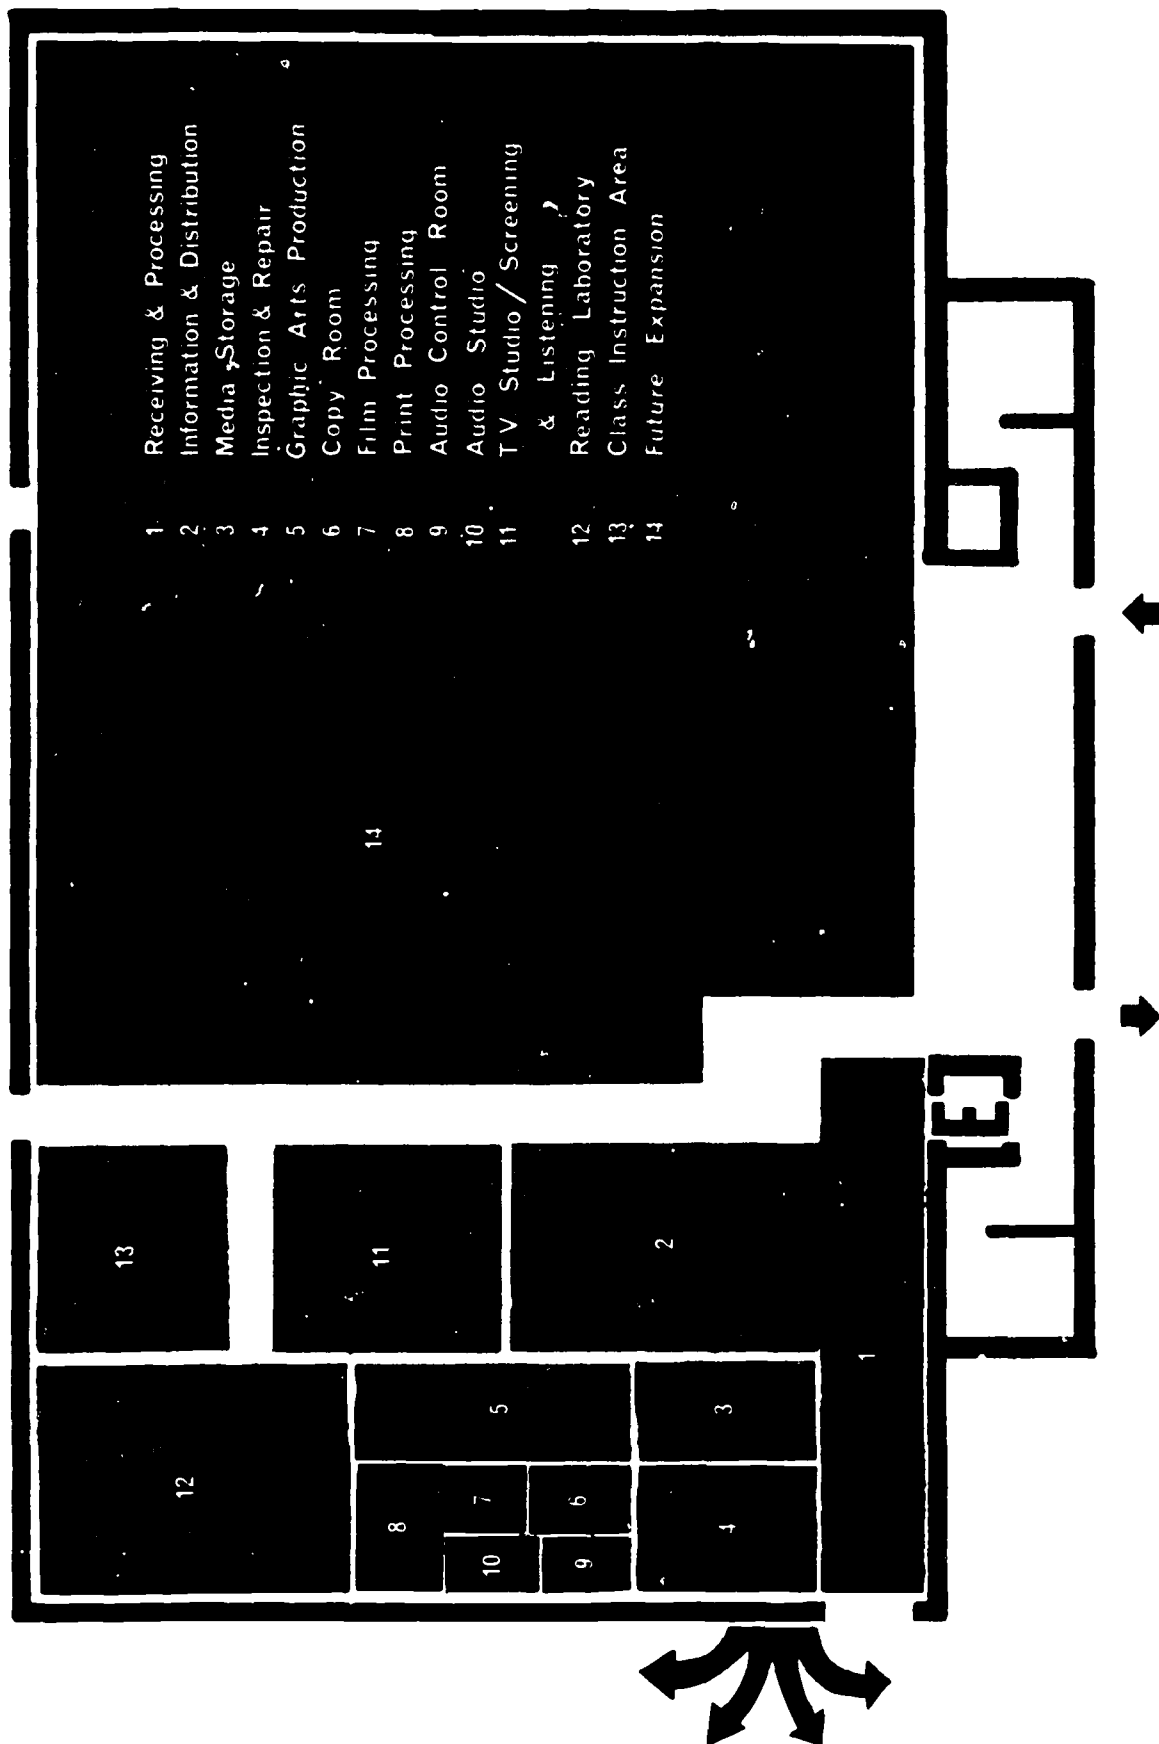 1 Receiving & Processing
2 Information & Distribution
3 Media Storage
4 Inspection & Repair
5 Graphic Arts Production
6 Copy Room
7 Film Processing
8 Print Processing
9 Audio Control Room
10 Audio Studio
11 TV Studio/Screening
& Listening
12 Reading Laboratory
13 Class Instruction Area
14 Future Expansion
12
13
8
10
7
5
11
14
9
6
4
3
2
1
E